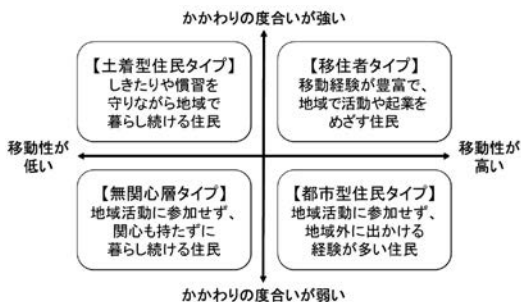 かかわりの度合いが強い
【土着型住民タイプ】
しきたりや慣習を
守りながら地域で
暮らし続ける住民
【移住者タイプ】
移動経験が豊富で、
地域で活動や起業を
めざす住民
移動性が
低い
移動性が
高い
【無関心層タイプ】
地域活動に参加せず、
関心も持たずに
暮らし続ける住民
【都市型住民タイプ】
地域活動に参加せず、
地域外に出かける
経験が多い住民
かかわりの度合いが弱い